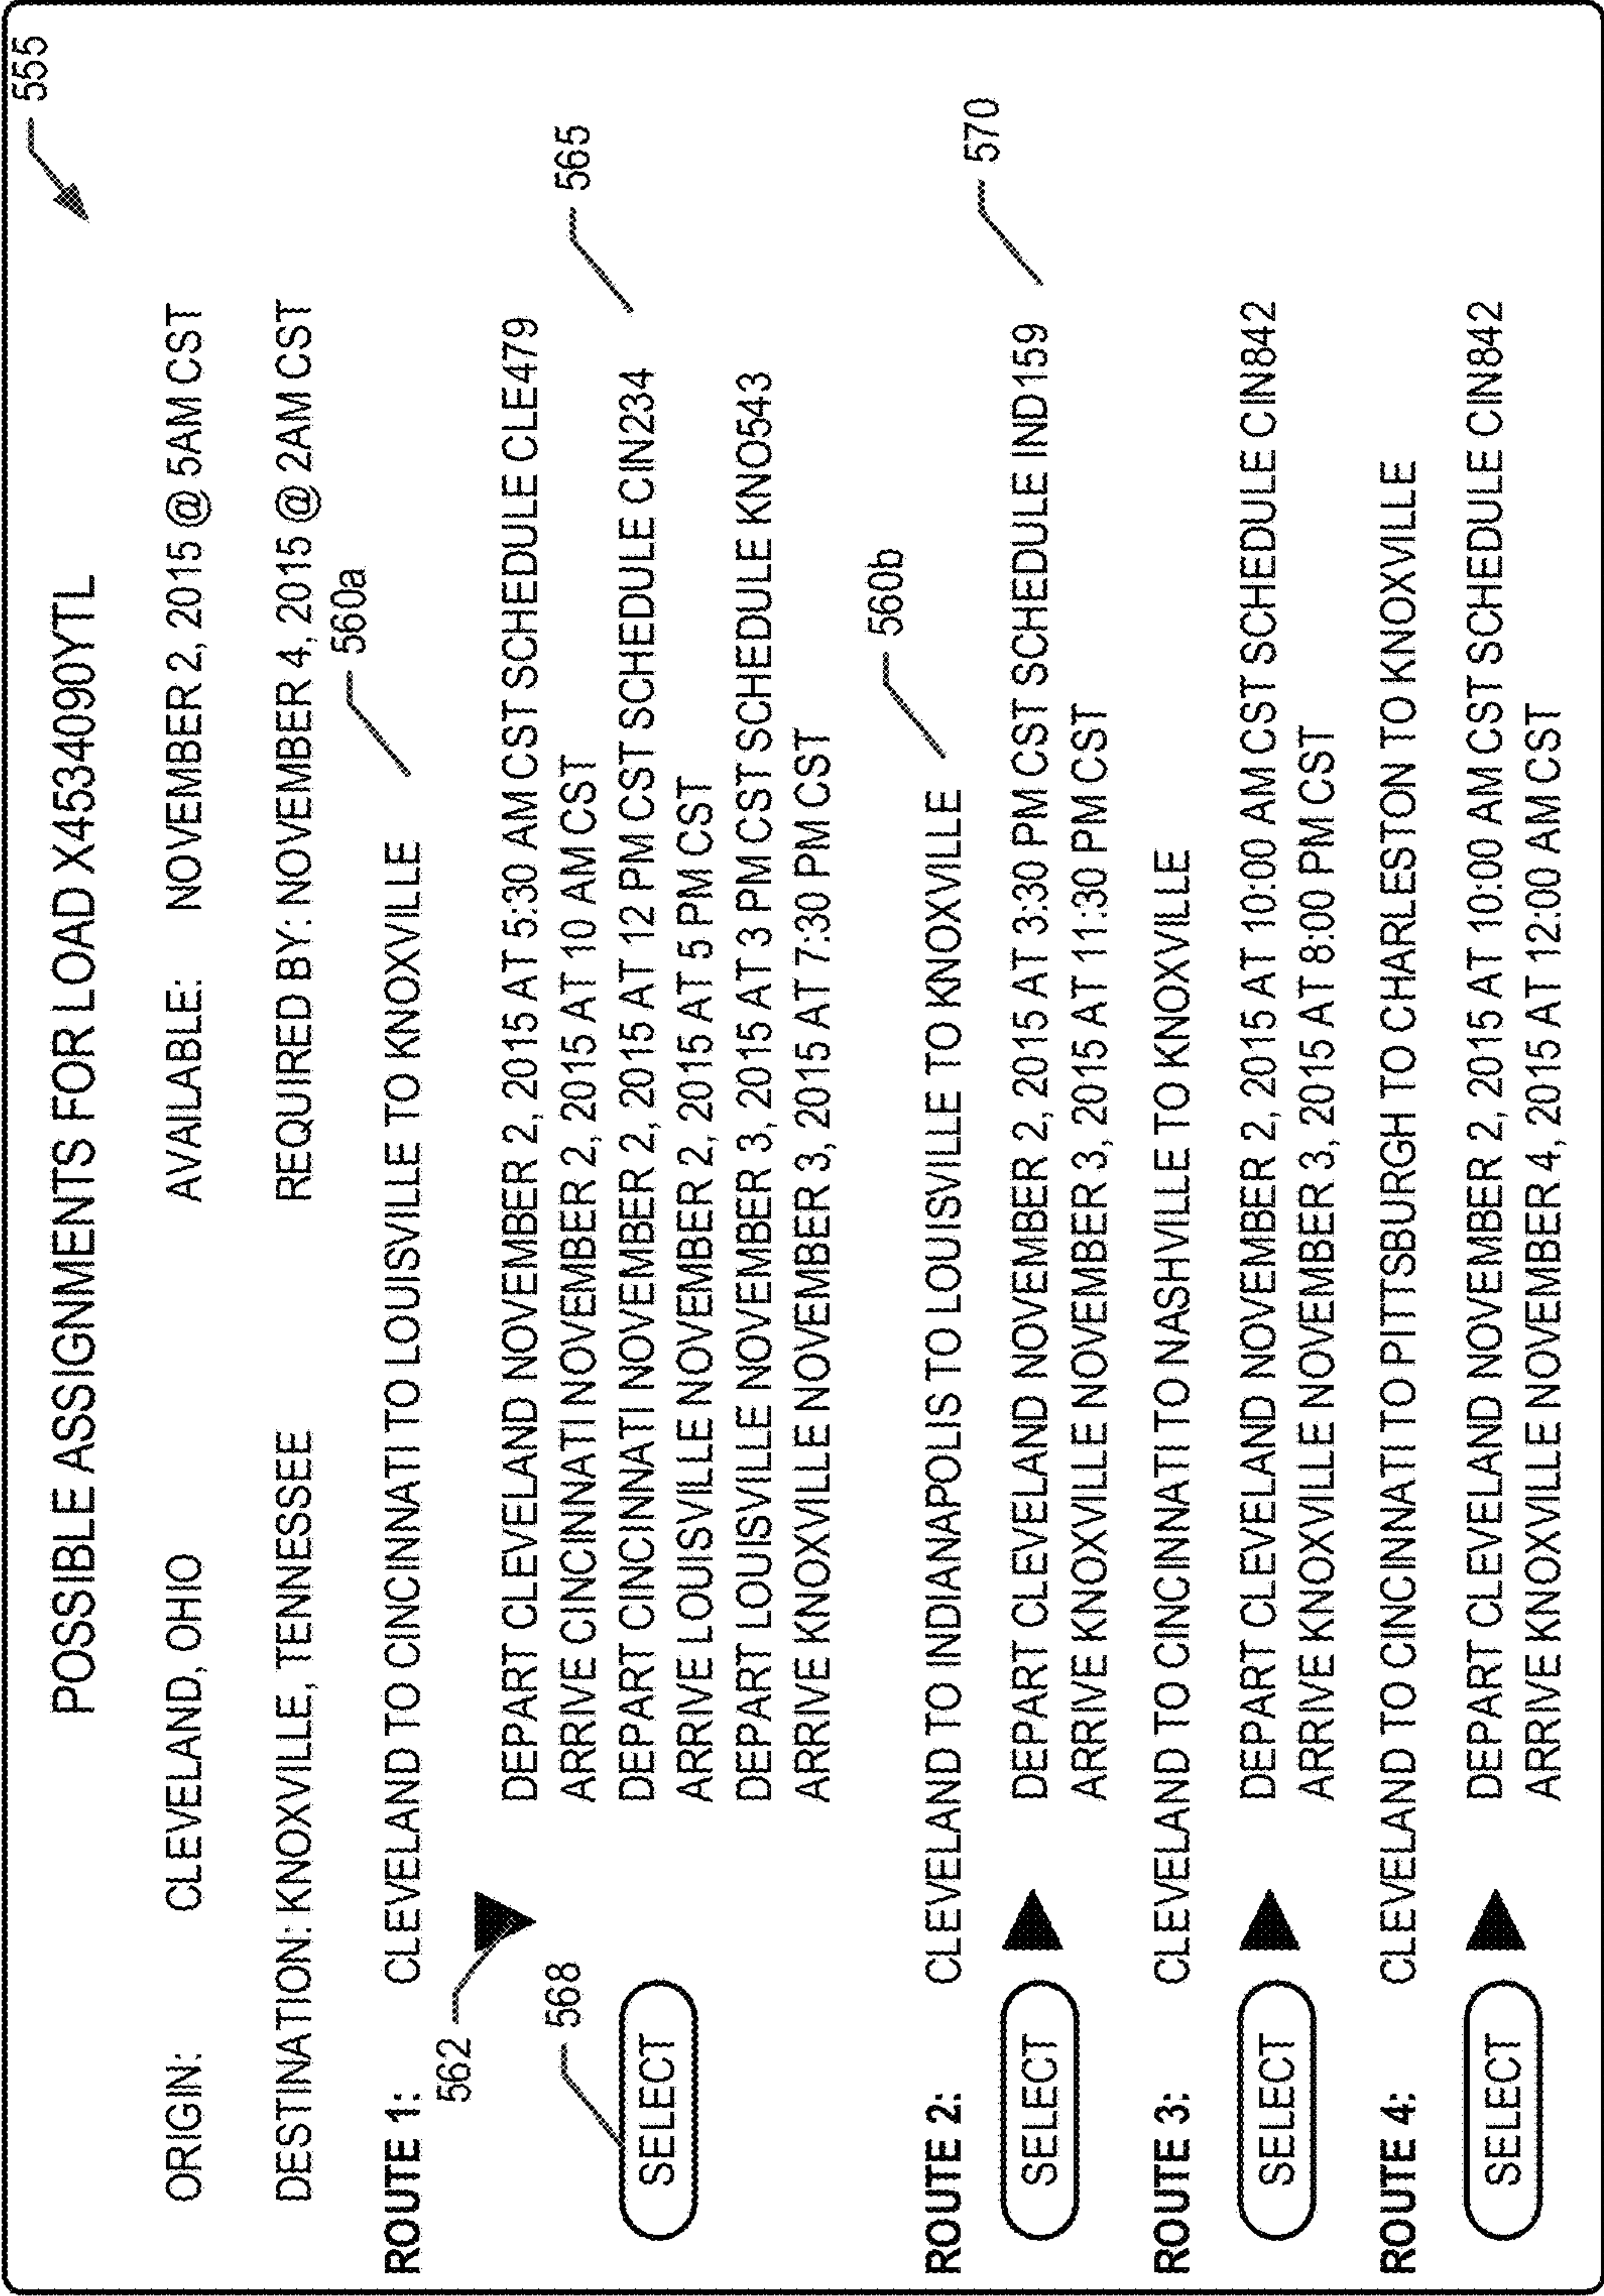 555
POSSIBLE ASSIGNMENTS FOR LOAD X4534090YTL
ORIGIN: CLEVELAND, OHIO AVAILABLE: NOVEMBER 2, 2015 @ 5AM CST
DESTINATION: KNOXVILLE, TENNESSEE REQUIRED BY: NOVEMBER 4, 2015 @ 2AM CST
560a
ROUTE 1: CLEVELAND TO CINCINNATI TO LOUISVILLE TO KNOXVILLE
562
DEPART CLEVELAND NOVEMBER 2, 2015 AT 5:30 AM CST SCHEDULE CLE479
565
568
ARRIVE CINCINNATI NOVEMBER 2, 2015 AT 10 AM CST
SELECT DEPART CINCINNATI NOVEMBER 2, 2015 AT 12 PM CST SCHEDULE CIN234
ARRIVE LOUISVILLE NOVEMBER 2, 2015 AT 5 PM CST
DEPART LOUISVILLE NOVEMBER 3, 2015 AT 3 PM CST SCHEDULE KNO543
ARRIVE KNOXVILLE NOVEMBER 3, 2015 AT 7:30 PM CST
560b
ROUTE 2: CLEVELAND TO INDIANAPOLIS TO LOUISVILLE TO KNOXVILLE
570
SELECT DEPART CLEVELAND NOVEMBER 2, 2015 AT 3:30 PM CST SCHEDULE IND159
ARRIVE KNOXVILLE NOVEMBER 3, 2015 AT 11:30 PM CST
ROUTE 3: CLEVELAND TO CINCINNATI TO NASHVILLE TO KNOXVILLE
SELECT DEPART CLEVELAND NOVEMBER 2, 2015 AT 10:00 AM CST SCHEDULE CIN842
ARRIVE KNOXVILLE NOVEMBER 3, 2015 AT 8:00 PM CST
ROUTE 4: CLEVELAND TO CINCINNATI TO PITTSBURGH TO CHARLESTON TO KNOXVILLE
SELECT DEPART CLEVELAND NOVEMBER 2, 2015 AT 10:00 AM CST SCHEDULE CIN842
ARRIVE KNOXVILLE NOVEMBER 4, 2015 AT 12:00 AM CST